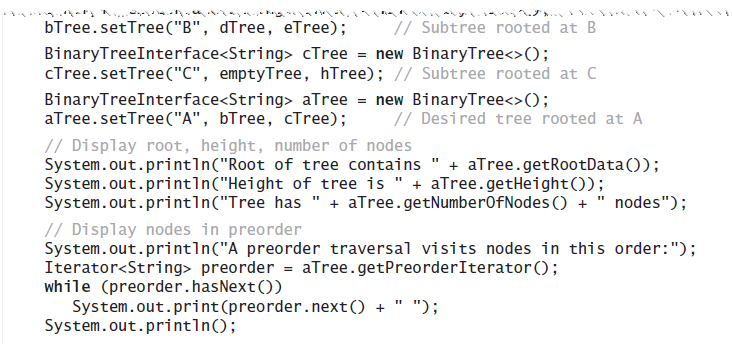 bTree.setTree("B", dTree, eTree); // Subtree rooted at B
BinaryTreeInterface<String> cTree = new BinaryTree<>();
cTree.setTree("C", emptyTree, hTree); // Subtree rooted at C
BinaryTreeInterface<String> aTree = new BinaryTree<>();
aTree.setTree("A", bTree, cTree); // Desired tree rooted at A
// Display root, height, number of nodes
System.out.println("Root of tree contains " + aTree.getRootData());
System.out.println("Height of tree is " + aTree.getHeight());
System.out.println("Tree has " + aTree.getNumberOfNodes() + " nodes");
// Display nodes in preorder
System.out.println("A preorder traversal visits nodes in this order:");
Iterator<String> preorder = aTree.getPreorderIterator();
while (preorder.hasNext())
System.out.print(preorder.next() + " ");
System.out.println();